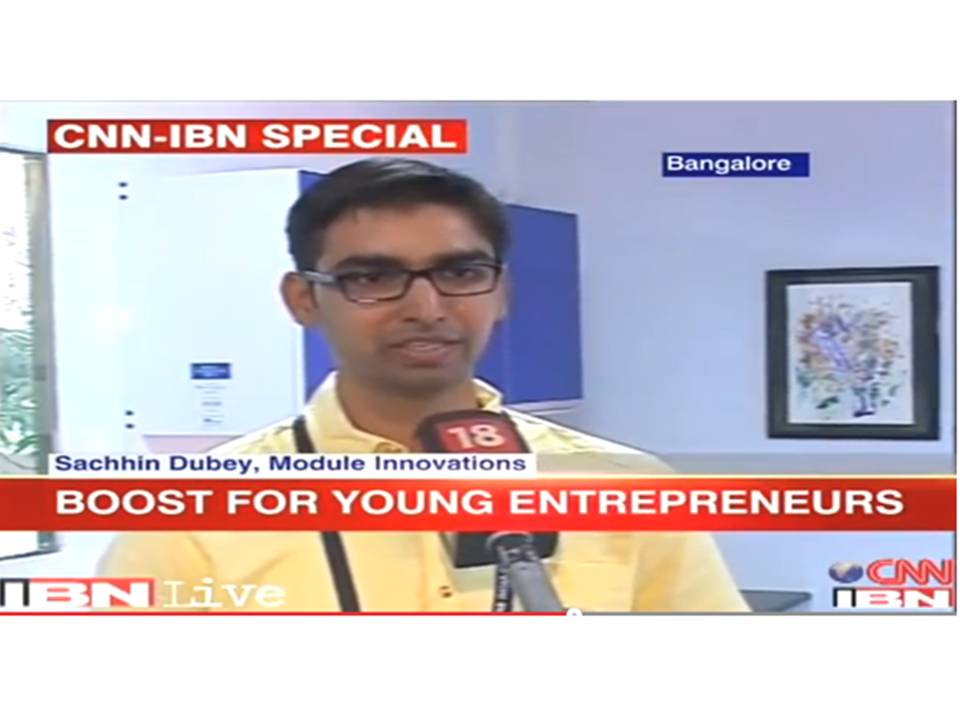 CNN-IBN SPECIAL
Bangalore
18
Sachhin Dubey, Module Innovations
BOOST FOR YOUNG ENTREPRENEURS
IBN Live
CNN
IBN